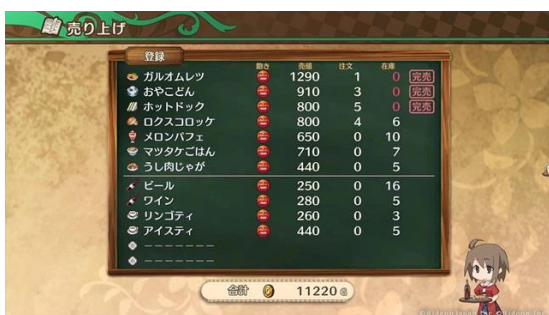 売り上げ
登録
飽き 売値 注文 在庫
ガルオムレツ 1290 1 0 完売
おやこどん 910 3 0 完売
ホットドック 800 5 0 完売
ロクスコロッケ 800 4 6
メロンパフェ 650 0 10
マツタケごはん 710 0 7
うし肉じゃが 440 0 5
ビール 250 0 16
ワイン 280 0 5
リンゴティ 260 0 3
アイスティ 440 0 5
-------
-------
合計 11220 G